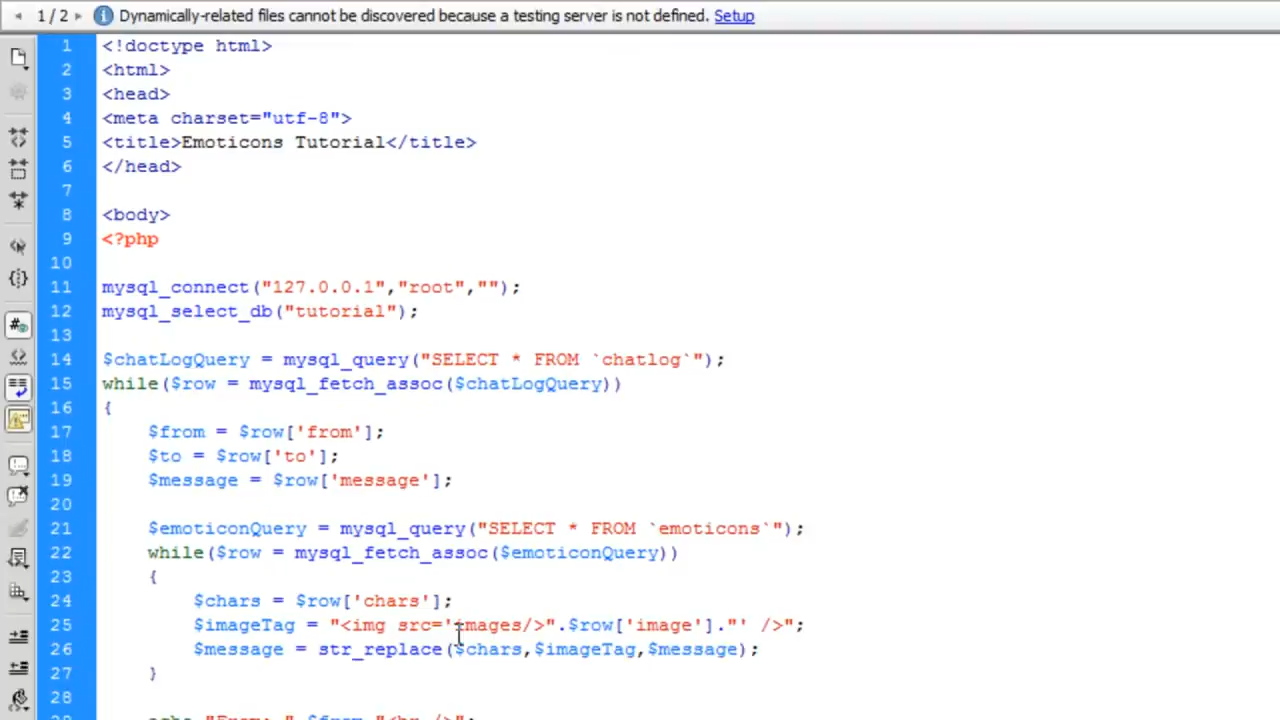 1 / 2 Dynamically-related files cannot be discovered because a testing server is not defined. Setup
1 <!doctype html>
2 <html>
3 <head>
4 <meta charset="utf-8">
5 <title>Emoticons Tutorial</title>
6 </head>
7
8 <body>
9 <?php
10
11 mysql_connect("127.0.0.1","root","");
12 mysql_select_db("tutorial");
13
14 $chatLogQuery = mysql_query("SELECT * FROM `chatlog`");
15 while($row = mysql_fetch_assoc($chatLogQuery))
16 {
17 $from = $row['from'];
18 $to = $row['to'];
19 $message = $row['message'];
20
21 $emoticonQuery = mysql_query("SELECT * FROM `emoticons`");
22 while($row = mysql_fetch_assoc($emoticonQuery))
23 {
24 $chars = $row['chars'];
25 $imageTag = "<img src='images/>".$row['image']."' />";
26 $message = str_replace($chars,$imageTag,$message);
27 }
28